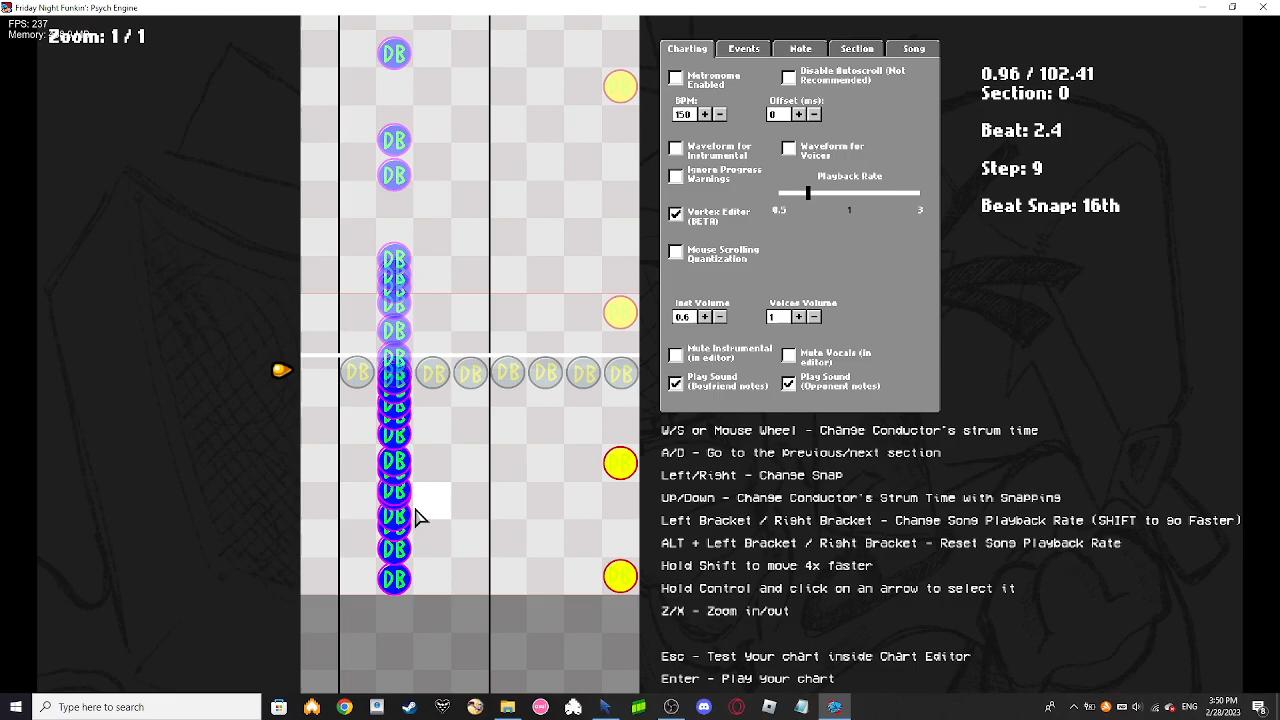 Friday Night Funkin': Psych Engine
FPS: 237
Zoom: 1 / 1
Charting Events Note Section Song
Metronome Enabled
Disable Autoscroll (Not Recommended)
BPM: Offset (ms):
150 + - 0 + -
Waveform for Instrumental
Waveform for Voices
Ignore Progress Warnings
Playback Rate
0.5 1 3
Vortex Editor (BETA)
Mouse Scrolling Quantization
Inst Volume Voices Volume
0.6 + - 1 + -
Mute Instrumental (in editor)
Mute Vocals (in editor)
Play Sound (Boyfriend notes)
Play Sound (Opponent notes)
0.96 / 102.41
Section: 0
Beat: 2.4
Step: 9
Beat Snap: 16th
W/S or Mouse Wheel - Change Conductor's strum time
A/D - Go to the previous/next section
Left/Right - Change Snap
Up/Down - Change Conductor's Strum Time with Snapping
Left Bracket / Right Bracket - Change Song Playback Rate (SHIFT to go Faster)
ALT + Left Bracket / Right Bracket - Reset Song Playback Rate
Hold Shift to move 4x faster
Hold Control and click on an arrow to select it
Z/X - Zoom in/out
Esc - Test your chart inside Chart Editor
Enter - Play your chart
Type here to search
ENG
3:50 PM
2/28/2023